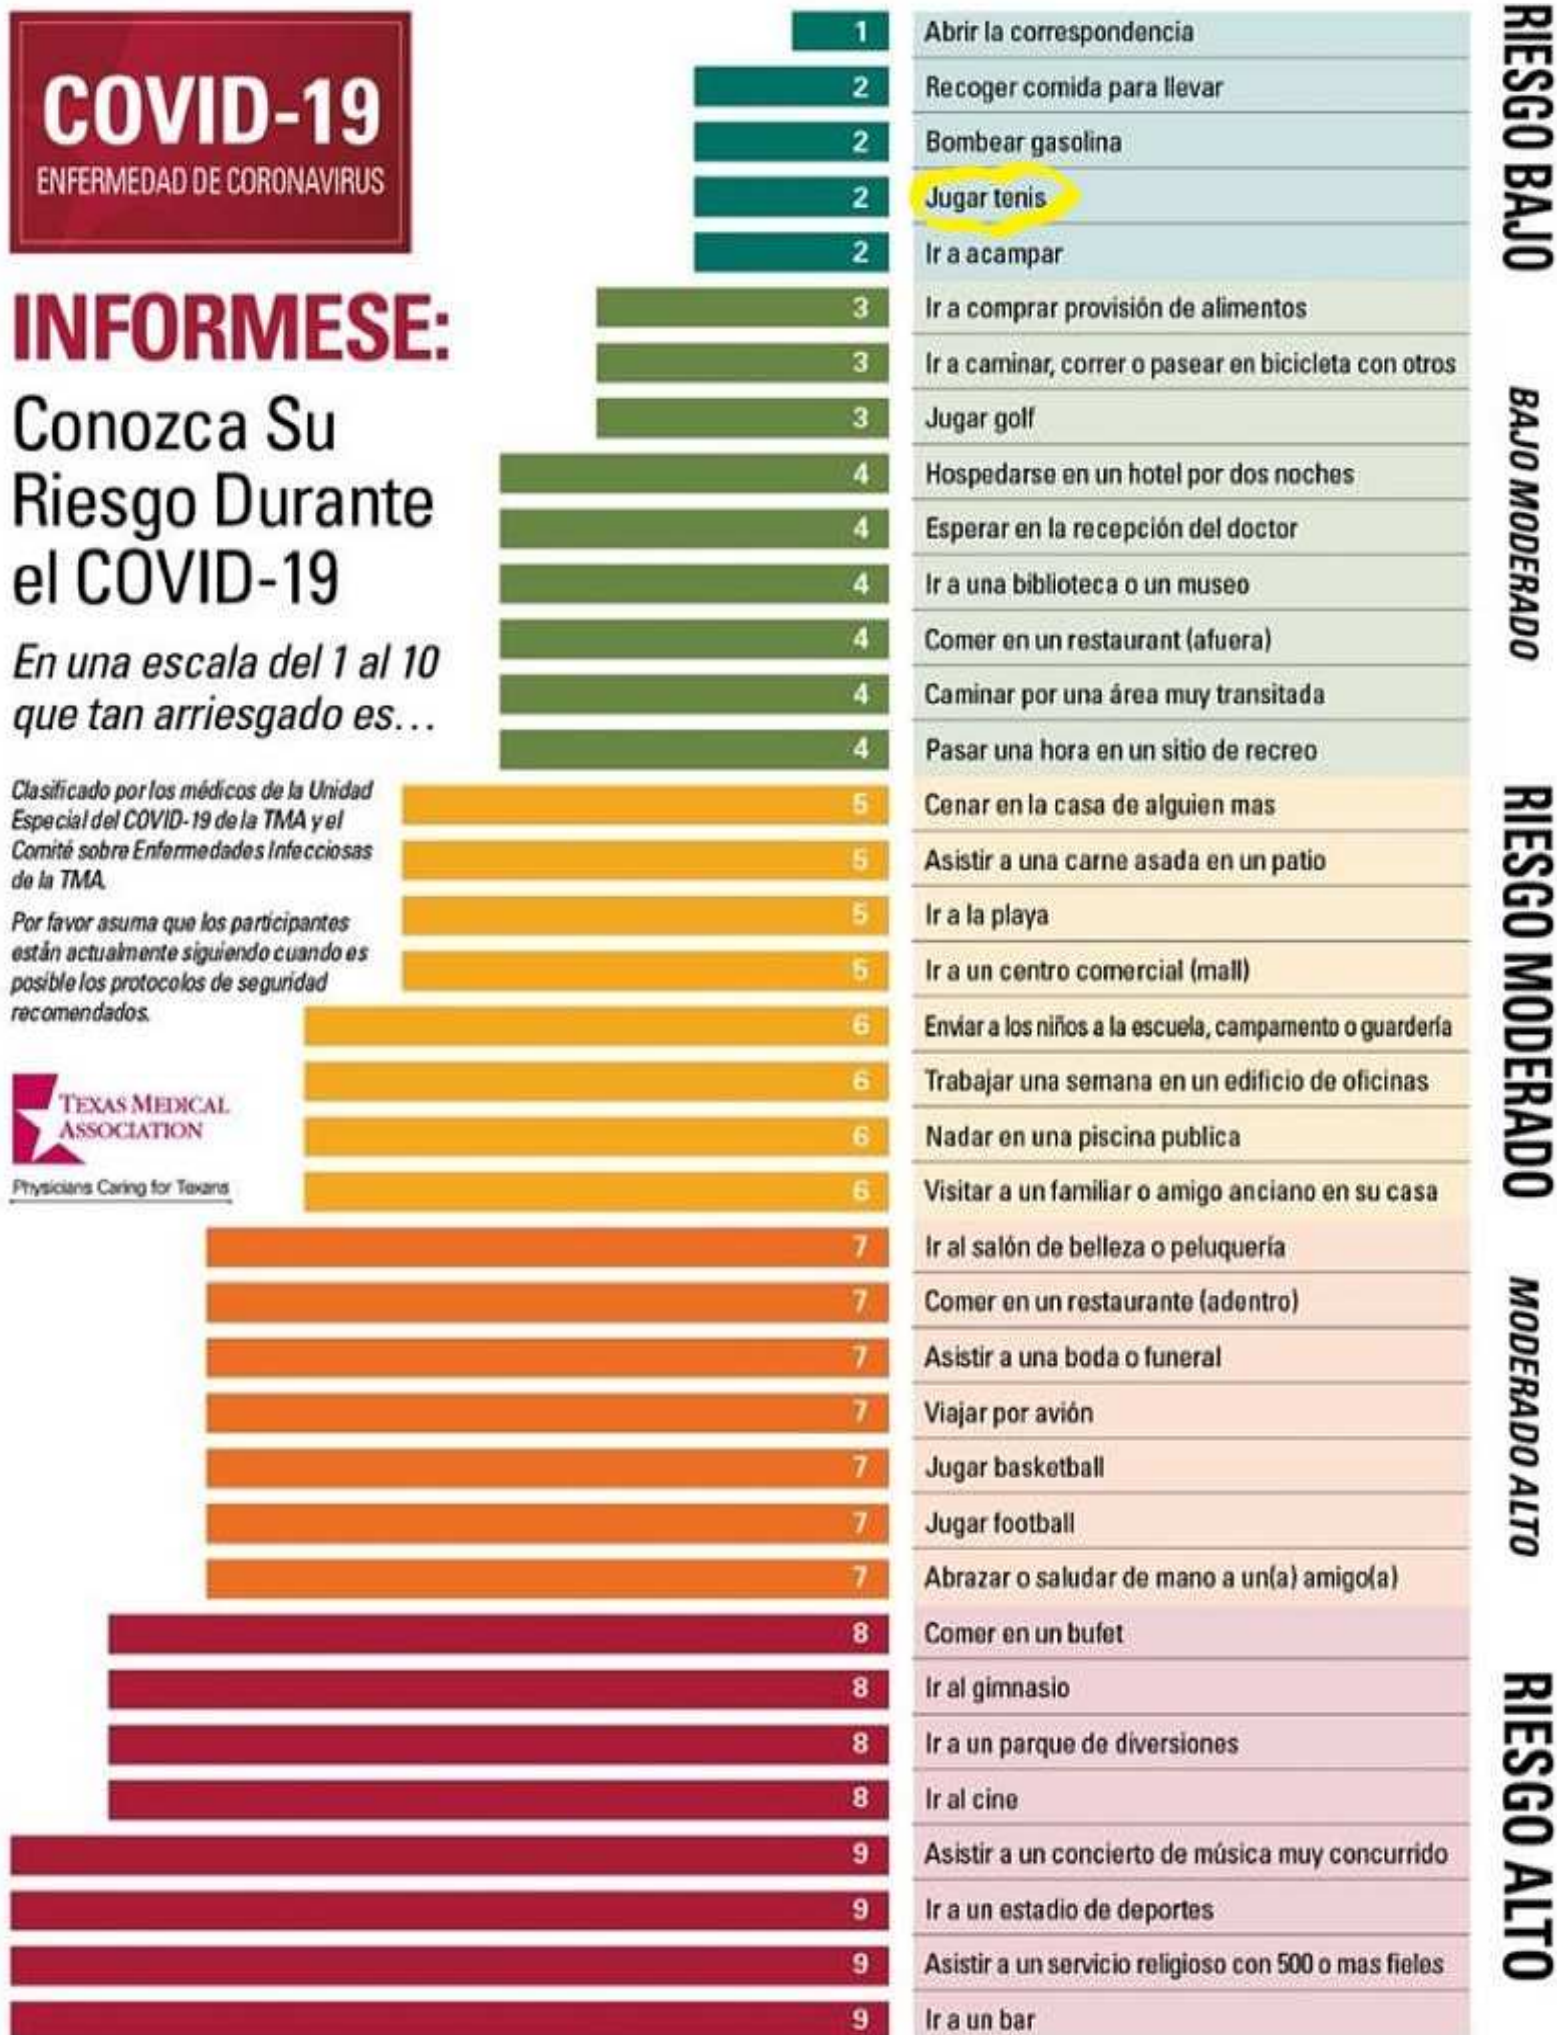 COVID-19
ENFERMEDAD DE CORONAVIRUS
INFORMESE:
Conozca Su
Riesgo Durante
el COVID-19
En una escala del 1 al 10
que tan arriesgado es...
Clasificado por los médicos de la Unidad
Especial del COVID-19 de la TMA y el
Comité sobre Enfermedades Infecciosas
de la TMA.
Por favor asuma que los participantes
están actualmente siguiendo cuando es
posible los protocolos de seguridad
recomendados.
TEXAS MEDICAL
ASSOCIATION
Physicians Caring for Texans
RIESGO BAJO
1 Abrir la correspondencia
2 Recoger comida para llevar
2 Bombear gasolina
2 Jugar tenis
2 Ir a acampar
BAJO MODERADO
3 Ir a comprar provisión de alimentos
3 Ir a caminar, correr o pasear en bicicleta con otros
3 Jugar golf
4 Hospedarse en un hotel por dos noches
4 Esperar en la recepción del doctor
4 Ir a una biblioteca o un museo
4 Comer en un restaurant (afuera)
4 Caminar por una área muy transitada
4 Pasar una hora en un sitio de recreo
RIESGO MODERADO
5 Cenar en la casa de alguien mas
5 Asistir a una carne asada en un patio
5 Ir a la playa
5 Ir a un centro comercial (mall)
6 Enviar a los niños a la escuela, campamento o guardería
6 Trabajar una semana en un edificio de oficinas
6 Nadar en una piscina publica
6 Visitar a un familiar o amigo anciano en su casa
MODERADO ALTO
7 Ir al salón de belleza o peluquería
7 Comer en un restaurante (adentro)
7 Asistir a una boda o funeral
7 Viajar por avión
7 Jugar basketball
7 Jugar football
7 Abrazar o saludar de mano a un(a) amigo(a)
RIESGO ALTO
8 Comer en un bufet
8 Ir al gimnasio
8 Ir a un parque de diversiones
8 Ir al cine
9 Asistir a un concierto de música muy concurrido
9 Ir a un estadio de deportes
9 Asistir a un servicio religioso con 500 o mas fieles
9 Ir a un bar